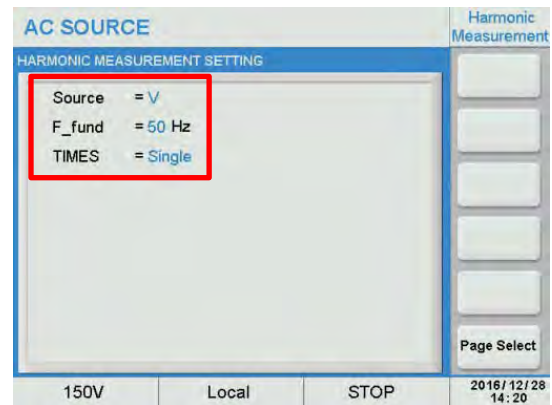 AC SOURCE
Harmonic
Measurement
HARMONIC MEASUREMENT SETTING
Source = V
F_fund = 50 Hz
TIMES = Single
Page Select
150V Local STOP 2016/12/28
14:20